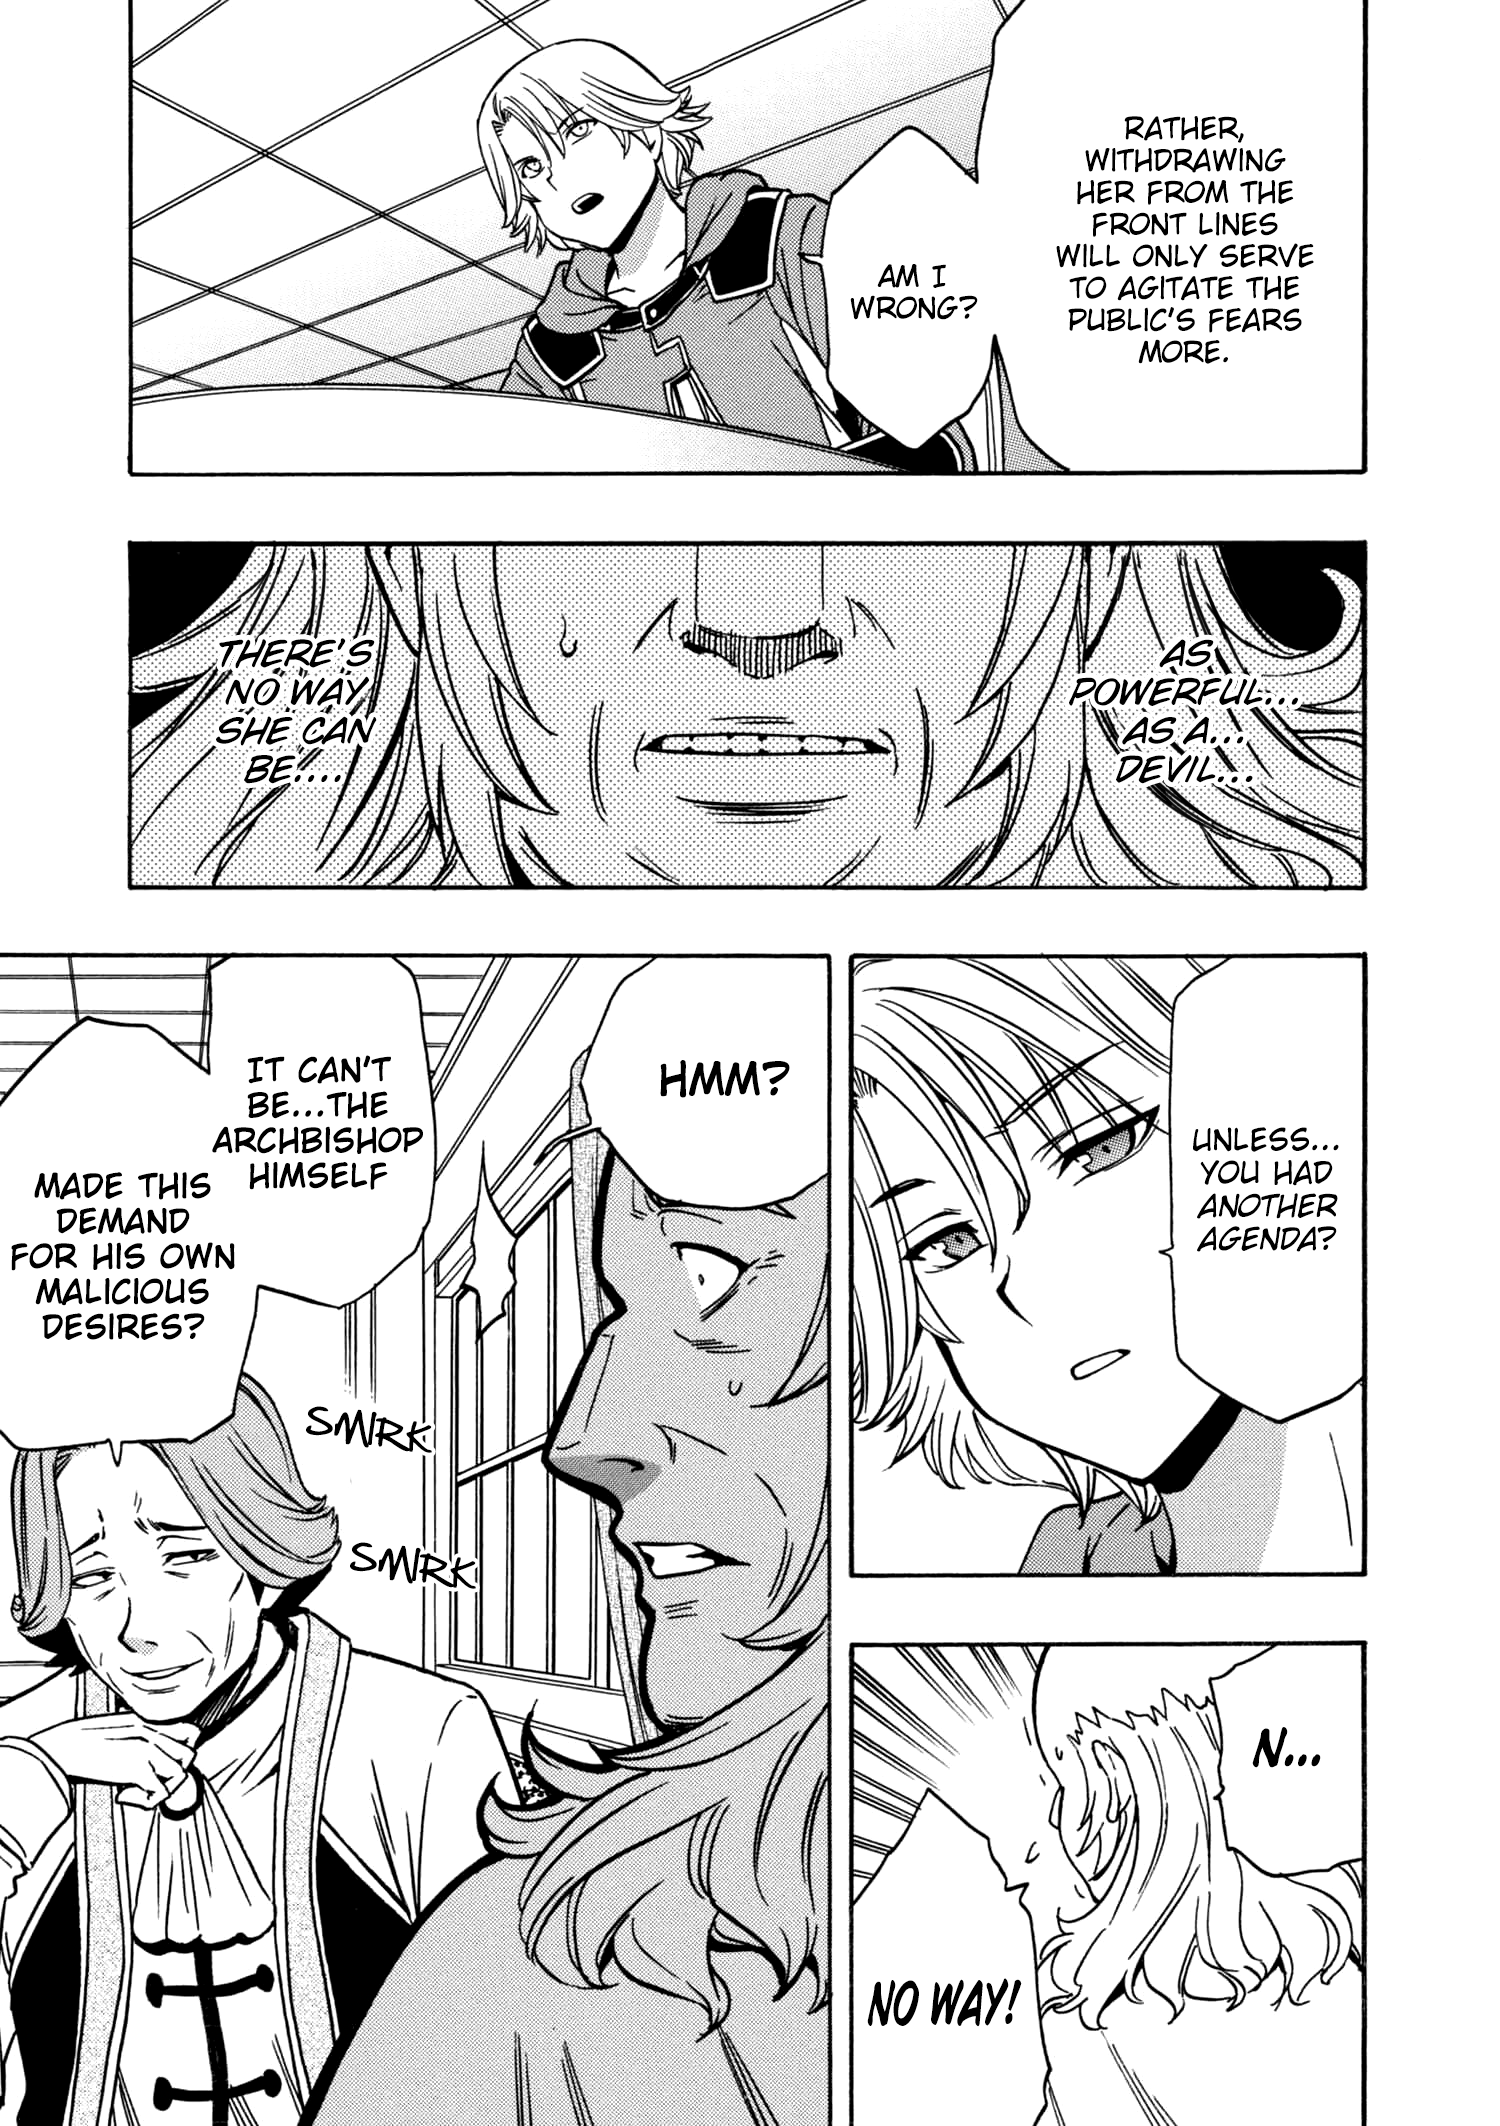 RATHER,
WITHDRAWING
HER FROM THE
FRONT LINES
WILL ONLY SERVE
TO AGITATE THE
PUBLIC'S FEARS
MORE.
AM I
WRONG?
AS
POWERFUL...
AS A...
DEVIL...
THERE'S
NO WAY
SHE CAN
BE....
UNLESS...
YOU HAD
ANOTHER
AGENDA?
N...
NO WAY!
HMM?
IT CAN'T
BE...THE
ARCHBISHOP
HIMSELF
MADE THIS
DEMAND
FOR HIS OWN
MALICIOUS
DESIRES?
SMIRK
SMIRK